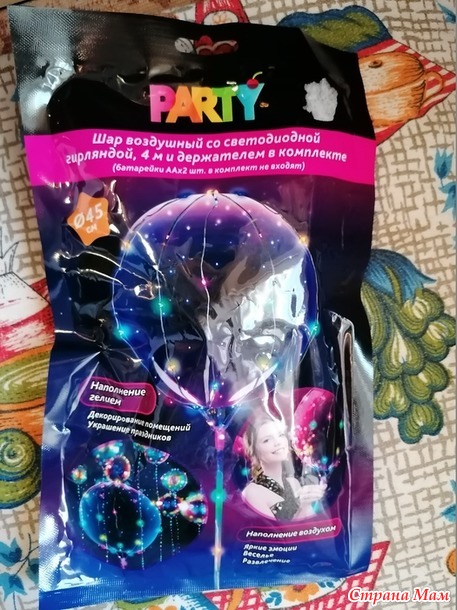 PARTY
Шар воздушный со светодиодной
гирляндой, 4 м и держателем в комплекте
(батарейки ААх2 шт. в комплект не входят)
Ø45
см
Наполнение
гелием
Декорирование помещений
Украшение праздников
Наполнение воздухом
Яркие эмоции
Веселье
Развлечение
Страна Мам